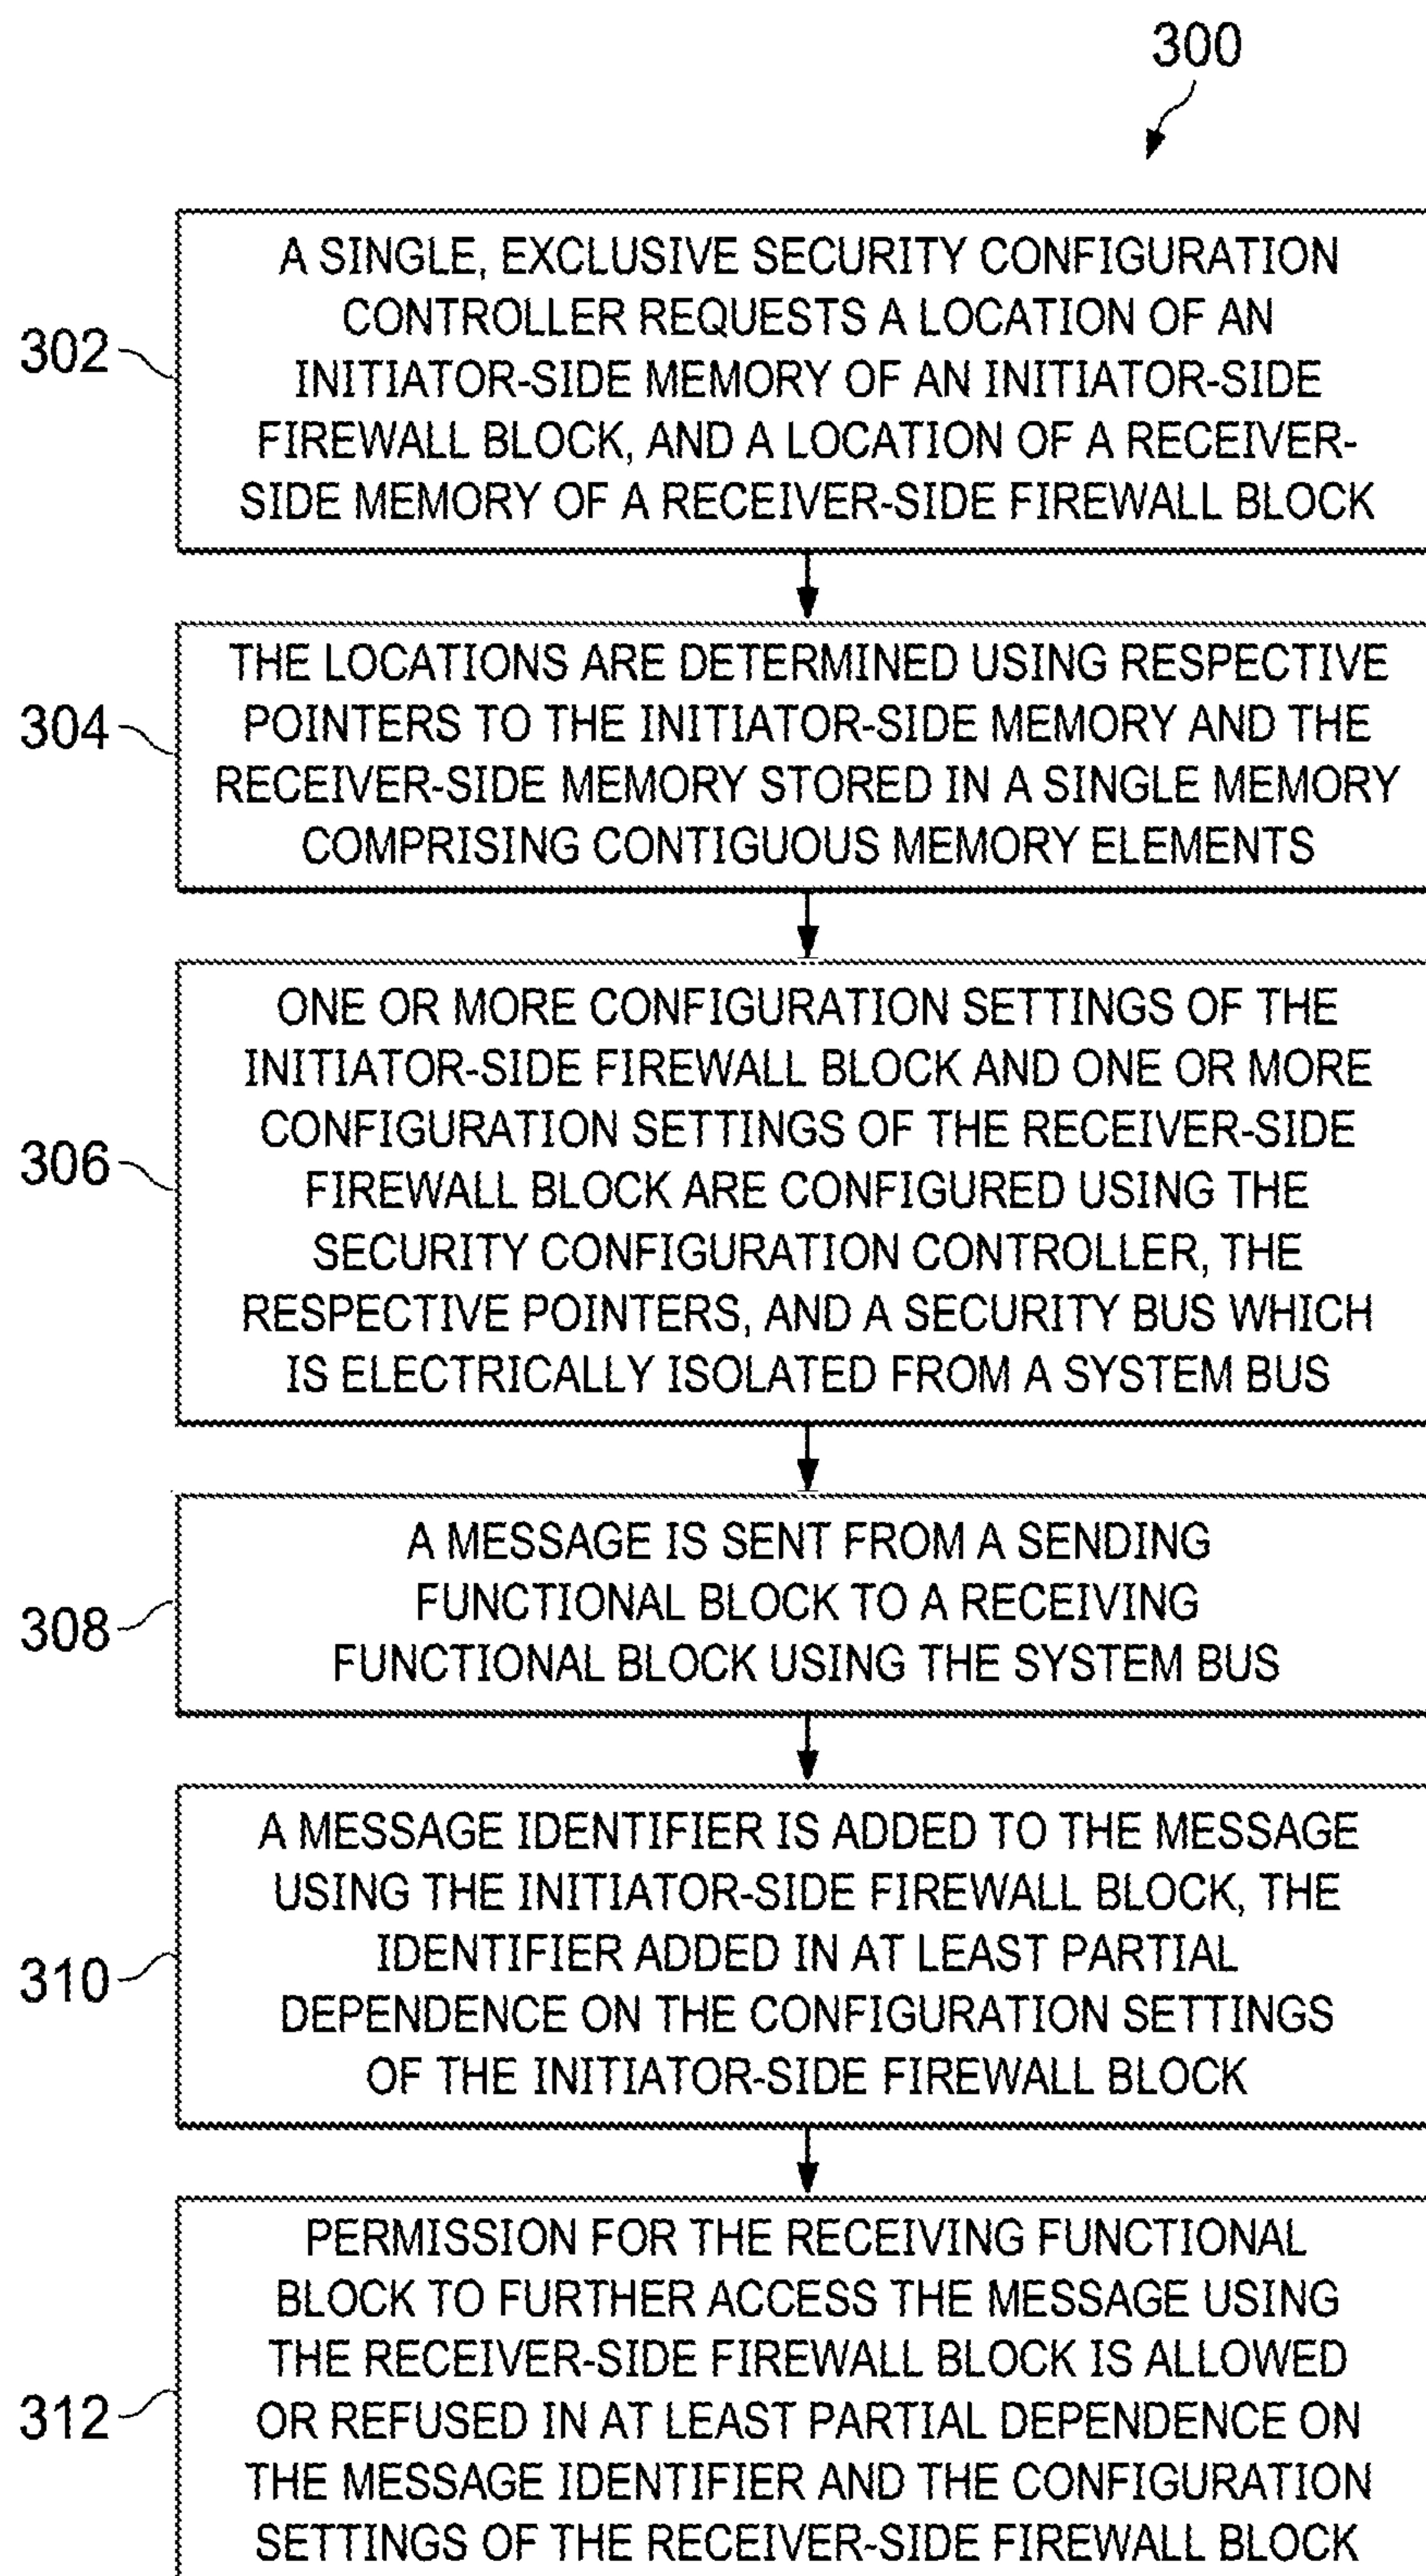 300
302
A SINGLE, EXCLUSIVE SECURITY CONFIGURATION
CONTROLLER REQUESTS A LOCATION OF AN
INITIATOR-SIDE MEMORY OF AN INITIATOR-SIDE
FIREWALL BLOCK, AND A LOCATION OF A RECEIVER-
SIDE MEMORY OF A RECEIVER-SIDE FIREWALL BLOCK
304
THE LOCATIONS ARE DETERMINED USING RESPECTIVE
POINTERS TO THE INITIATOR-SIDE MEMORY AND THE
RECEIVER-SIDE MEMORY STORED IN A SINGLE MEMORY
COMPRISING CONTIGUOUS MEMORY ELEMENTS
306
ONE OR MORE CONFIGURATION SETTINGS OF THE
INITIATOR-SIDE FIREWALL BLOCK AND ONE OR MORE
CONFIGURATION SETTINGS OF THE RECEIVER-SIDE
FIREWALL BLOCK ARE CONFIGURED USING THE
SECURITY CONFIGURATION CONTROLLER, THE
RESPECTIVE POINTERS, AND A SECURITY BUS WHICH
IS ELECTRICALLY ISOLATED FROM A SYSTEM BUS
308
A MESSAGE IS SENT FROM A SENDING
FUNCTIONAL BLOCK TO A RECEIVING
FUNCTIONAL BLOCK USING THE SYSTEM BUS
310
A MESSAGE IDENTIFIER IS ADDED TO THE MESSAGE
USING THE INITIATOR-SIDE FIREWALL BLOCK, THE
IDENTIFIER ADDED IN AT LEAST PARTIAL
DEPENDENCE ON THE CONFIGURATION SETTINGS
OF THE INITIATOR-SIDE FIREWALL BLOCK
312
PERMISSION FOR THE RECEIVING FUNCTIONAL
BLOCK TO FURTHER ACCESS THE MESSAGE USING
THE RECEIVER-SIDE FIREWALL BLOCK IS ALLOWED
OR REFUSED IN AT LEAST PARTIAL DEPENDENCE ON
THE MESSAGE IDENTIFIER AND THE CONFIGURATION
SETTINGS OF THE RECEIVER-SIDE FIREWALL BLOCK